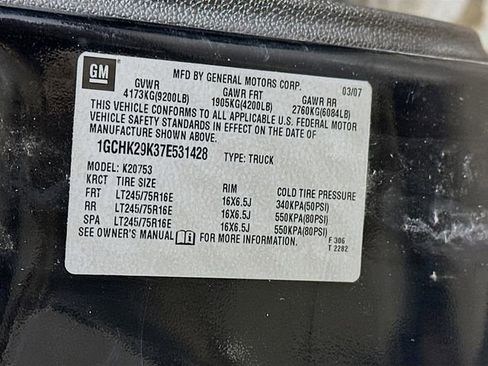 GM
MFD BY GENERAL MOTORS CORP. 03/07
GVWR GAWR FRT GAWR RR
4173KG(9200LB) 1905KG(4200LB) 2760KG(6084LB)
THIS VEHICLE CONFORMS TO ALL APPLICABLE U.S. FEDERAL MOTOR
VEHICLE SAFETY STANDARDS IN EFFECT ON THE DATE OF
MANUFACTURE SHOWN ABOVE.
1GCHK29K37E531428 TYPE: TRUCK
MODEL: K20753
KRCT TIRE SIZE RIM COLD TIRE PRESSURE
FRT LT245/75R16E 16X6.5J 340KPA(50PSI)
RR LT245/75R16E 16X6.5J 550KPA(80PSI)
SPA LT245/75R16E 16X6.5J 550KPA(80PSI)
SEE OWNER'S MANUAL FOR MORE INFORMATION.
F 306
T 2282